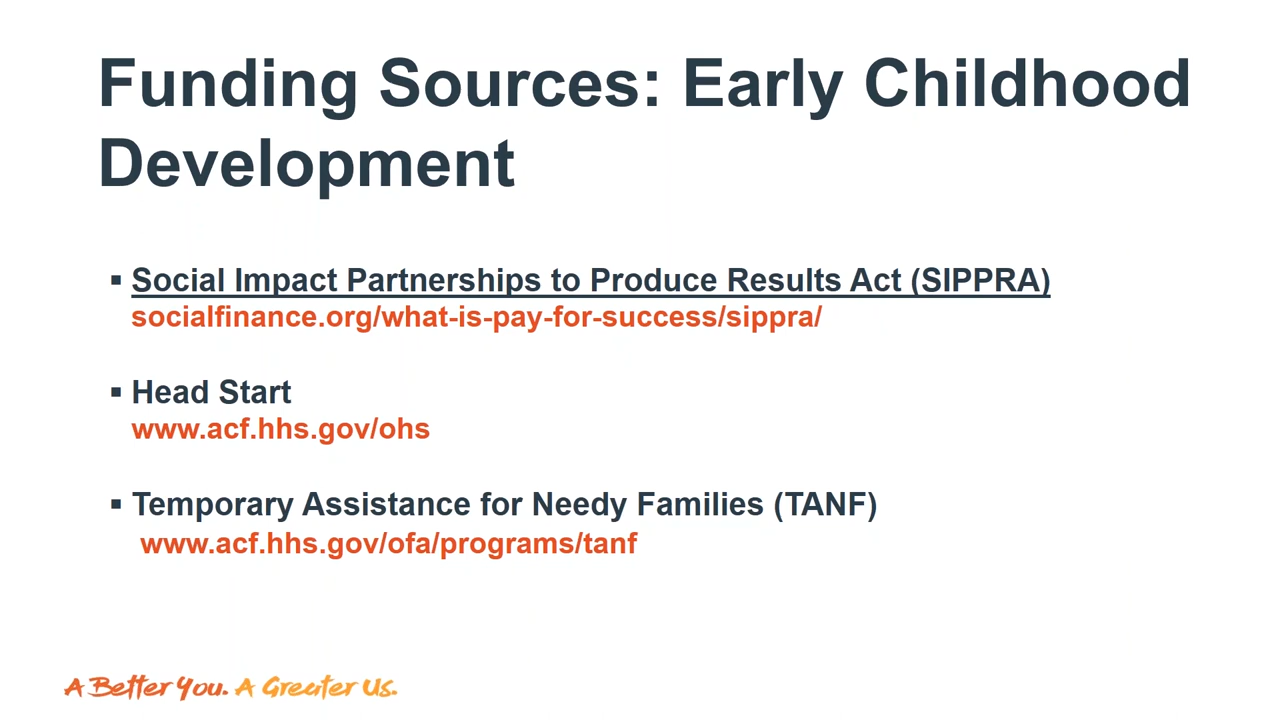 Funding Sources: Early Childhood
Development
▪ Social Impact Partnerships to Produce Results Act (SIPPRA)
socialfinance.org/what-is-pay-for-success/sippra/
▪ Head Start
www.acf.hhs.gov/ohs
▪ Temporary Assistance for Needy Families (TANF)
www.acf.hhs.gov/ofa/programs/tanf
A Better You. A Greater Us.